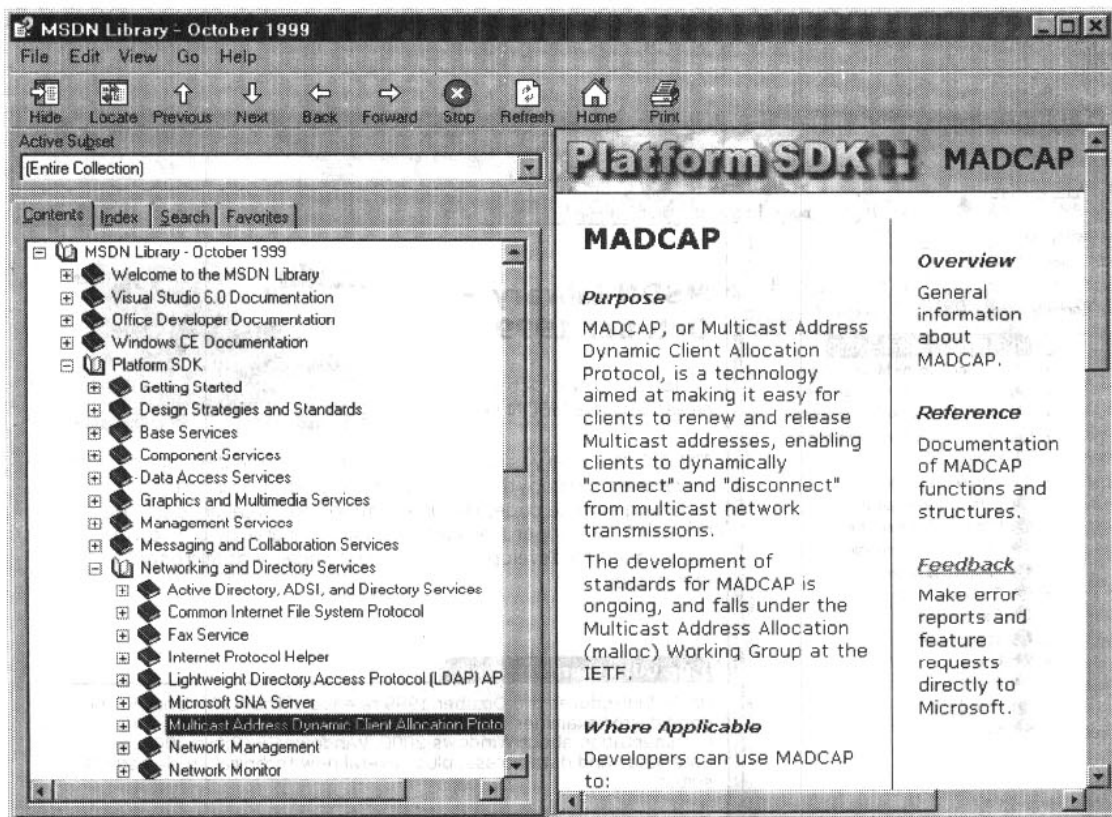 MSDN Library - October 1999
File Edit View Go Help
Hide Locate Previous Next Back Forward Stop Refresh Home Print
Active Subset
(Entire Collection)
Contents Index Search Favorites
MSDN Library - October 1999
Welcome to the MSDN Library
Visual Studio 6.0 Documentation
Office Developer Documentation
Windows CE Documentation
Platform SDK
Getting Started
Design Strategies and Standards
Base Services
Component Services
Data Access Services
Graphics and Multimedia Services
Management Services
Messaging and Collaboration Services
Networking and Directory Services
Active Directory, ADSI, and Directory Services
Common Internet File System Protocol
Fax Service
Internet Protocol Helper
Lightweight Directory Access Protocol (LDAP) AP
Microsoft SNA Server
Multicast Address Dynamic Client Allocation Proto
Network Management
Network Monitor
Platform SDK MADCAP
MADCAP
Purpose
MADCAP, or Multicast Address
Dynamic Client Allocation
Protocol, is a technology
aimed at making it easy for
clients to renew and release
Multicast addresses, enabling
clients to dynamically
"connect" and "disconnect"
from multicast network
transmissions.
The development of
standards for MADCAP is
ongoing, and falls under the
Multicast Address Allocation
(malloc) Working Group at the
IETF.
Where Applicable
Developers can use MADCAP
to:
Overview
General
information
about
MADCAP.
Reference
Documentation
of MADCAP
functions and
structures.
Feedback
Make error
reports and
feature
requests
directly to
Microsoft.